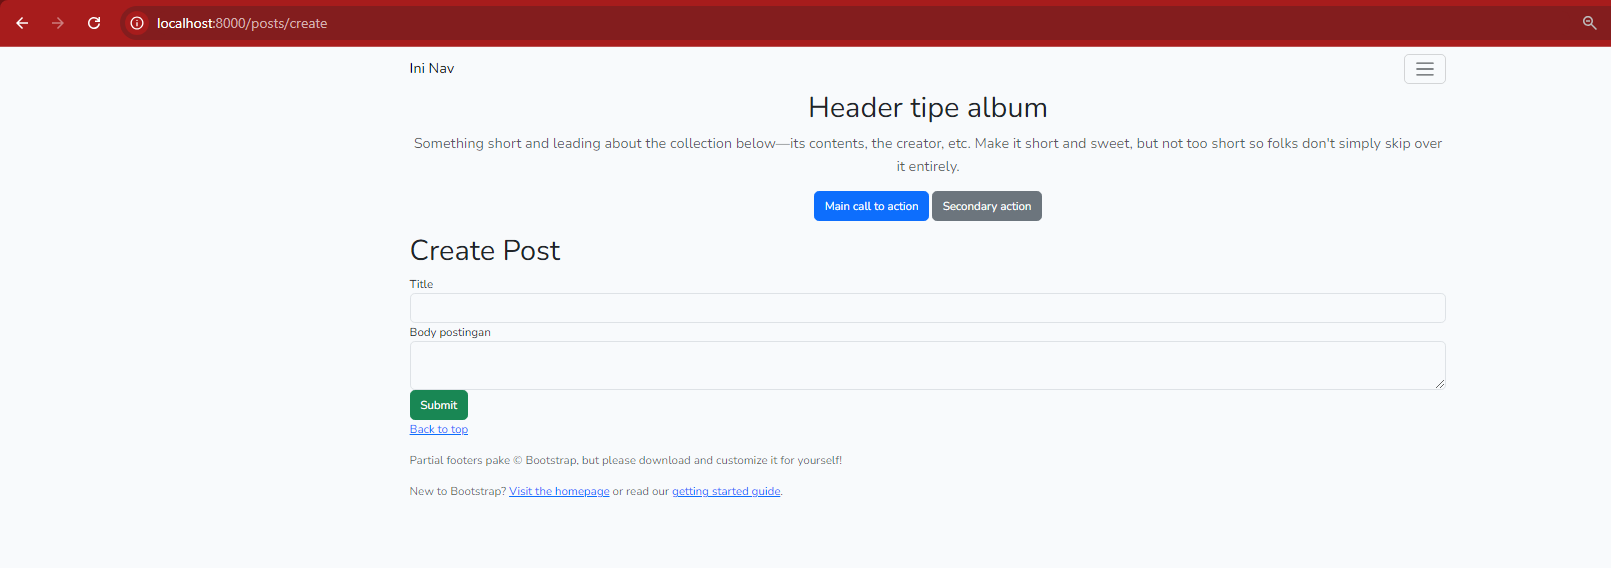 localhost:8000/posts/create
Ini Nav
Header tipe album
Something short and leading about the collection below—its contents, the creator, etc. Make it short and sweet, but not too short so folks don't simply skip over
it entirely.
Main call to action Secondary action
Create Post
Title
Body postingan
Submit
Back to top
Partial footers pake © Bootstrap, but please download and customize it for yourself!
New to Bootstrap? Visit the homepage or read our getting started guide.